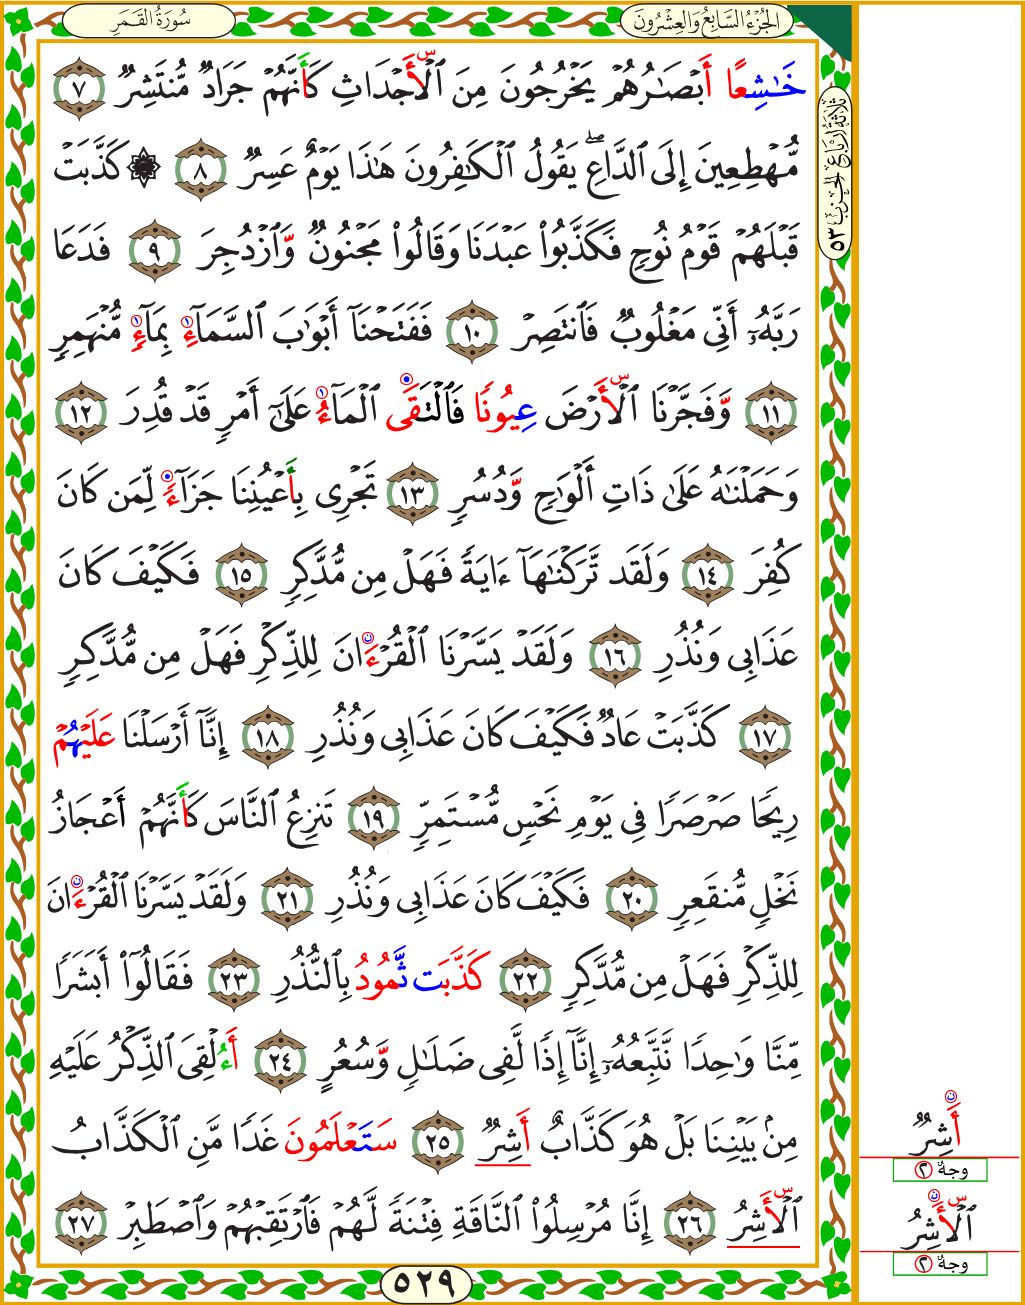 الجُزْءُ السَّابِعُ وَالعِشْرُونَ
سُورَةُ القَمَرِ
خَٰشِعًا أَبْصَٰرُهُمْ يَخْرُجُونَ مِنَ ٱلْأَجْدَاثِ كَأَنَّهُمْ جَرَادٌ مُّنتَشِرٌ ٧
مُّهْطِعِينَ إِلَى ٱلدَّاعِ ۖ يَقُولُ ٱلْكَٰفِرُونَ هَٰذَا يَوْمٌ عَسِرٌ ٨ ۞ كَذَّبَتْ
قَبْلَهُمْ قَوْمُ نُوحٍ فَكَذَّبُوا۟ عَبْدَنَا وَقَالُوا۟ مَجْنُونٌ وَّٱزْدُجِرَ ٩ فَدَعَا
رَبَّهُۥٓ أَنِّى مَغْلُوبٌ فَٱنتَصِرْ ١٠ فَفَتَحْنَآ أَبْوَٰبَ ٱلسَّمَآءِ بِمَآءٍ مُّنْهَمِرٍ
١١ وَّفَجَّرْنَا ٱلْأَرْضَ عِيُونًا فَٱلْتَقَى ٱلْمَآءُ عَلَىٰٓ أَمْرٍ قَدْ قُدِرَ ١٢
وَحَمَلْنَٰهُ عَلَىٰ ذَاتِ أَلْوَٰحٍ وَّدُسُرٍ ١٣ تَجْرِى بِأَعْيُنِنَا جَزَآءً لِّمَن كَانَ
كُفِرَ ١٤ وَلَقَد تَّرَكْنَٰهَآ ءَايَةً فَهَلْ مِن مُّدَّكِرٍ ١٥ فَكَيْفَ كَانَ
عَذَابِى وَنُذُرِ ١٦ وَلَقَدْ يَسَّرْنَا ٱلْقُرْءَانَ لِلذِّكْرِ فَهَلْ مِن مُّدَّكِرٍ
١٧ كَذَّبَتْ عَادٌ فَكَيْفَ كَانَ عَذَابِى وَنُذُرِ ١٨ إِنَّآ أَرْسَلْنَا عَلَيْهُمْ
رِيحًا صَرْصَرًا فِى يَوْمِ نَحْسٍ مُّسْتَمِرٍّ ١٩ تَنزِعُ ٱلنَّاسَ كَأَنَّهُمْ أَعْجَازُ
نَخْلٍ مُّنقَعِرٍ ٢٠ فَكَيْفَ كَانَ عَذَابِى وَنُذُرِ ٢١ وَلَقَدْ يَسَّرْنَا ٱلْقُرْءَانَ
لِلذِّكْرِ فَهَلْ مِن مُّدَّكِرٍ ٢٢ كَذَّبَت ثَّمُودُ بِٱلنُّذُرِ ٢٣ فَقَالُوٓا۟ أَبَشَرًا
مِّنَّا وَٰحِدًا نَّتَّبِعُهُۥٓ إِنَّآ إِذًا لَّفِى ضَلَٰلٍ وَّسُعُرٍ ٢٤ أَءُلْقِىَ ٱلذِّكْرُ عَلَيْهِ
مِنۢ بَيْنِنَا بَلْ هُوَ كَذَّابٌ أَشِرٌ ٢٥ سَتَعْلَمُونَ غَدًا مَّنِ ٱلْكَذَّابُ
ٱلْأَشِرُ ٢٦ إِنَّا مُرْسِلُوا۟ ٱلنَّاقَةِ فِتْنَةً لَّهُمْ فَٱرْتَقِبْهُمْ وَٱصْطَبِرْ ٢٧
ثلاثة أرباع الحزب ٥٣
أَشِرٌ
وجهٌ ٢
ٱلْأَشِرُ
وجهٌ ٢
٥٢٩